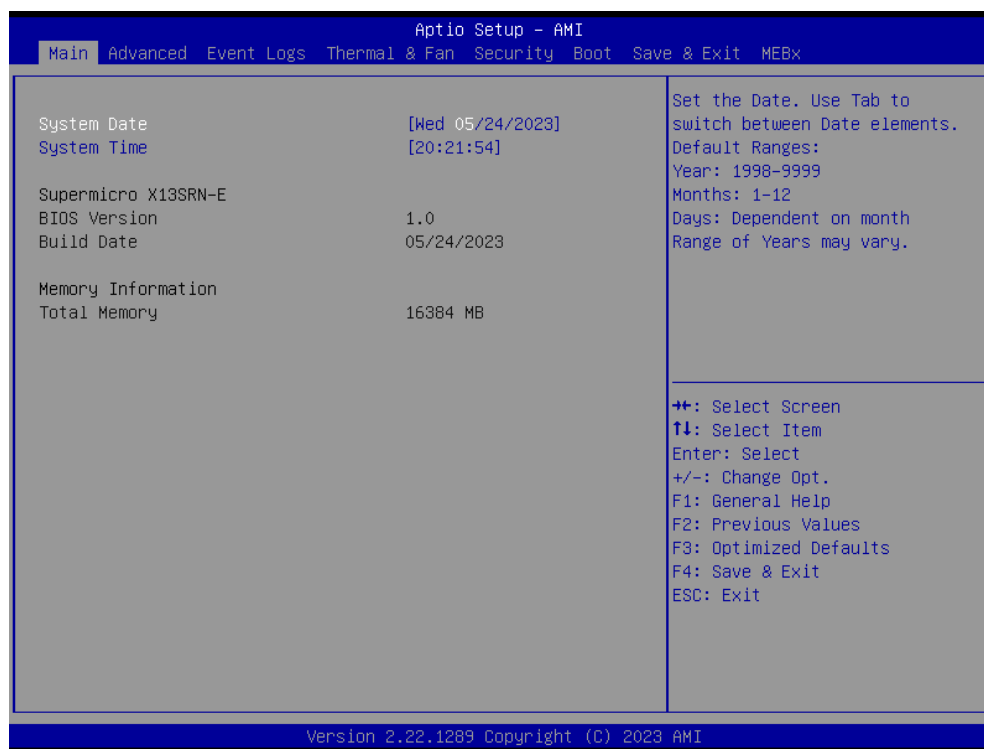 Aptio Setup - AMI
Main Advanced Event Logs Thermal & Fan Security Boot Save & Exit MEBx
System Date [Wed 05/24/2023]
System Time [20:21:54]
Supermicro X13SRN-E
BIOS Version 1.0
Build Date 05/24/2023
Memory Information
Total Memory 16384 MB
Set the Date. Use Tab to
switch between Date elements.
Default Ranges:
Year: 1998-9999
Months: 1-12
Days: Dependent on month
Range of Years may vary.
→←: Select Screen
↑↓: Select Item
Enter: Select
+/-: Change Opt.
F1: General Help
F2: Previous Values
F3: Optimized Defaults
F4: Save & Exit
ESC: Exit
Version 2.22.1289 Copyright (C) 2023 AMI